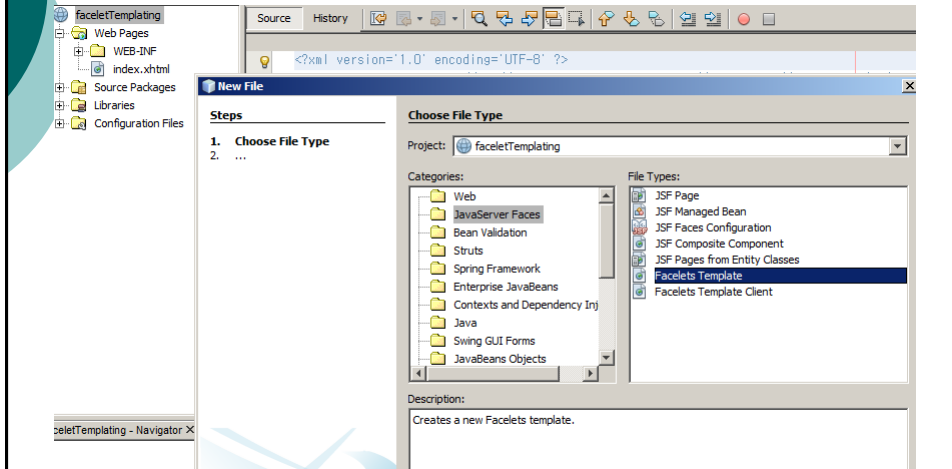 faceletTemplating
Web Pages
WEB-INF
index.xhtml
Source Packages
Libraries
Configuration Files
Source History
<?xml version='1.0' encoding='UTF-8' ?>
New File
Steps
1. Choose File Type
2. ...
Choose File Type
Project: faceletTemplating
Categories:
Web
JavaServer Faces
Bean Validation
Struts
Spring Framework
Enterprise JavaBeans
Contexts and Dependency Inj
Java
Swing GUI Forms
JavaBeans Objects
File Types:
JSF Page
JSF Managed Bean
JSF Faces Configuration
JSF Composite Component
JSF Pages from Entity Classes
Facelets Template
Facelets Template Client
Description:
Creates a new Facelets template.
celetTemplating - Navigator